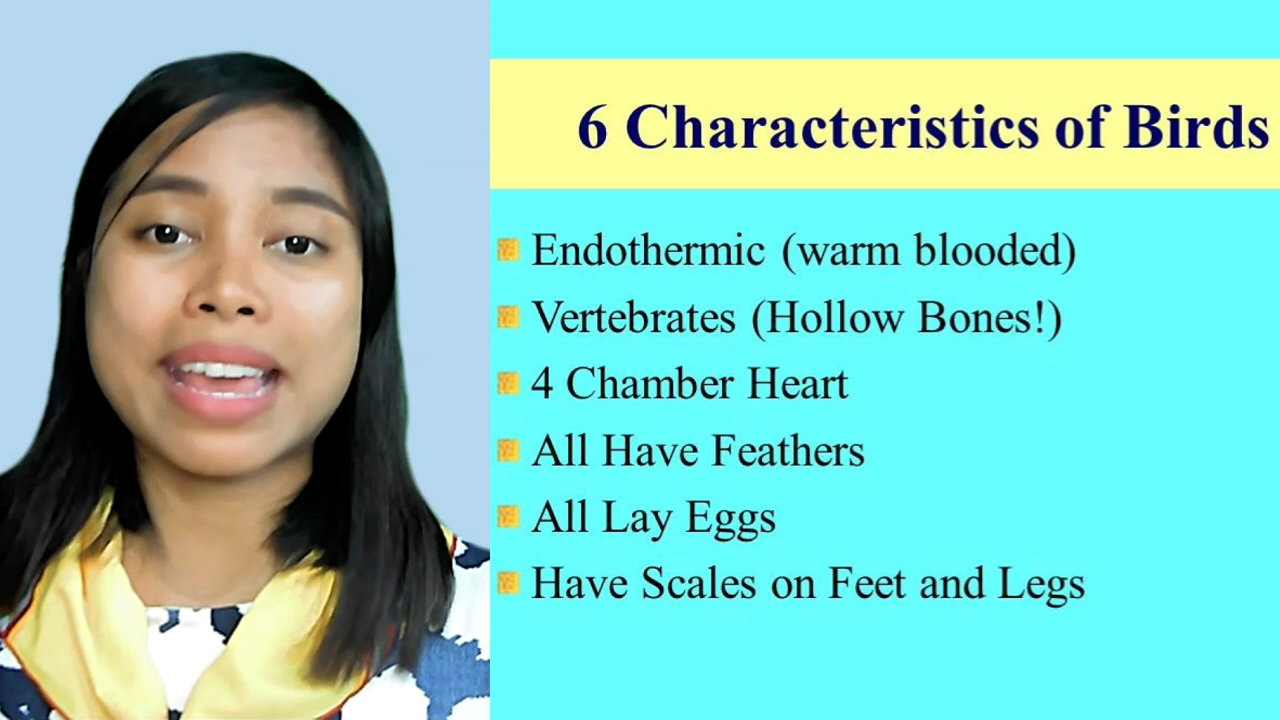 6 Characteristics of Birds
Endothermic (warm blooded)
Vertebrates (Hollow Bones!)
4 Chamber Heart
All Have Feathers
All Lay Eggs
Have Scales on Feet and Legs